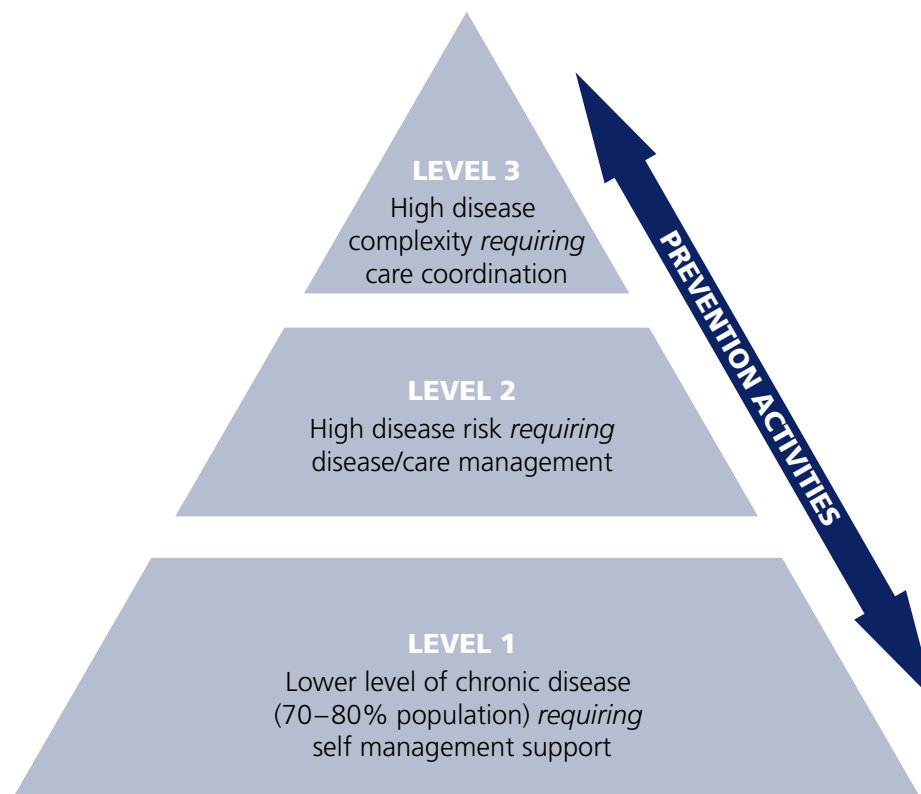 LEVEL 3
High disease
complexity requiring
care coordination
PREVENTION ACTIVITIES
LEVEL 2
High disease risk requiring
disease/care management
LEVEL 1
Lower level of chronic disease
(70–80% population) requiring
self management support